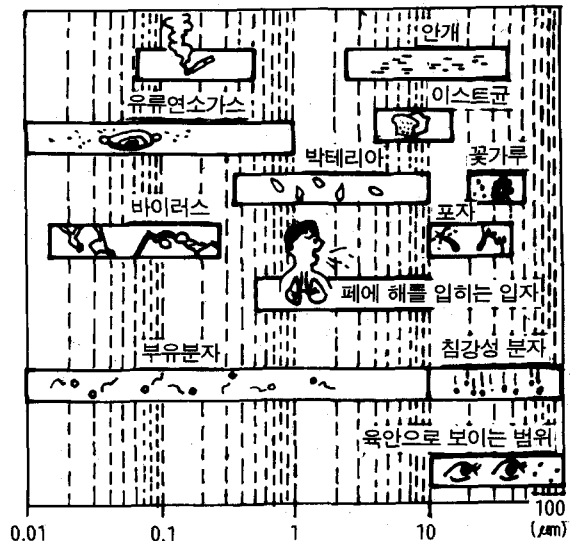 안개
유류연소가스
이스트균
박테리아
꽃가루
바이러스
포자
폐에 해를 입히는 입자
부유분자
침강성 분자
육안으로 보이는 범위
0.01 0.1 1 10 100
(μm)